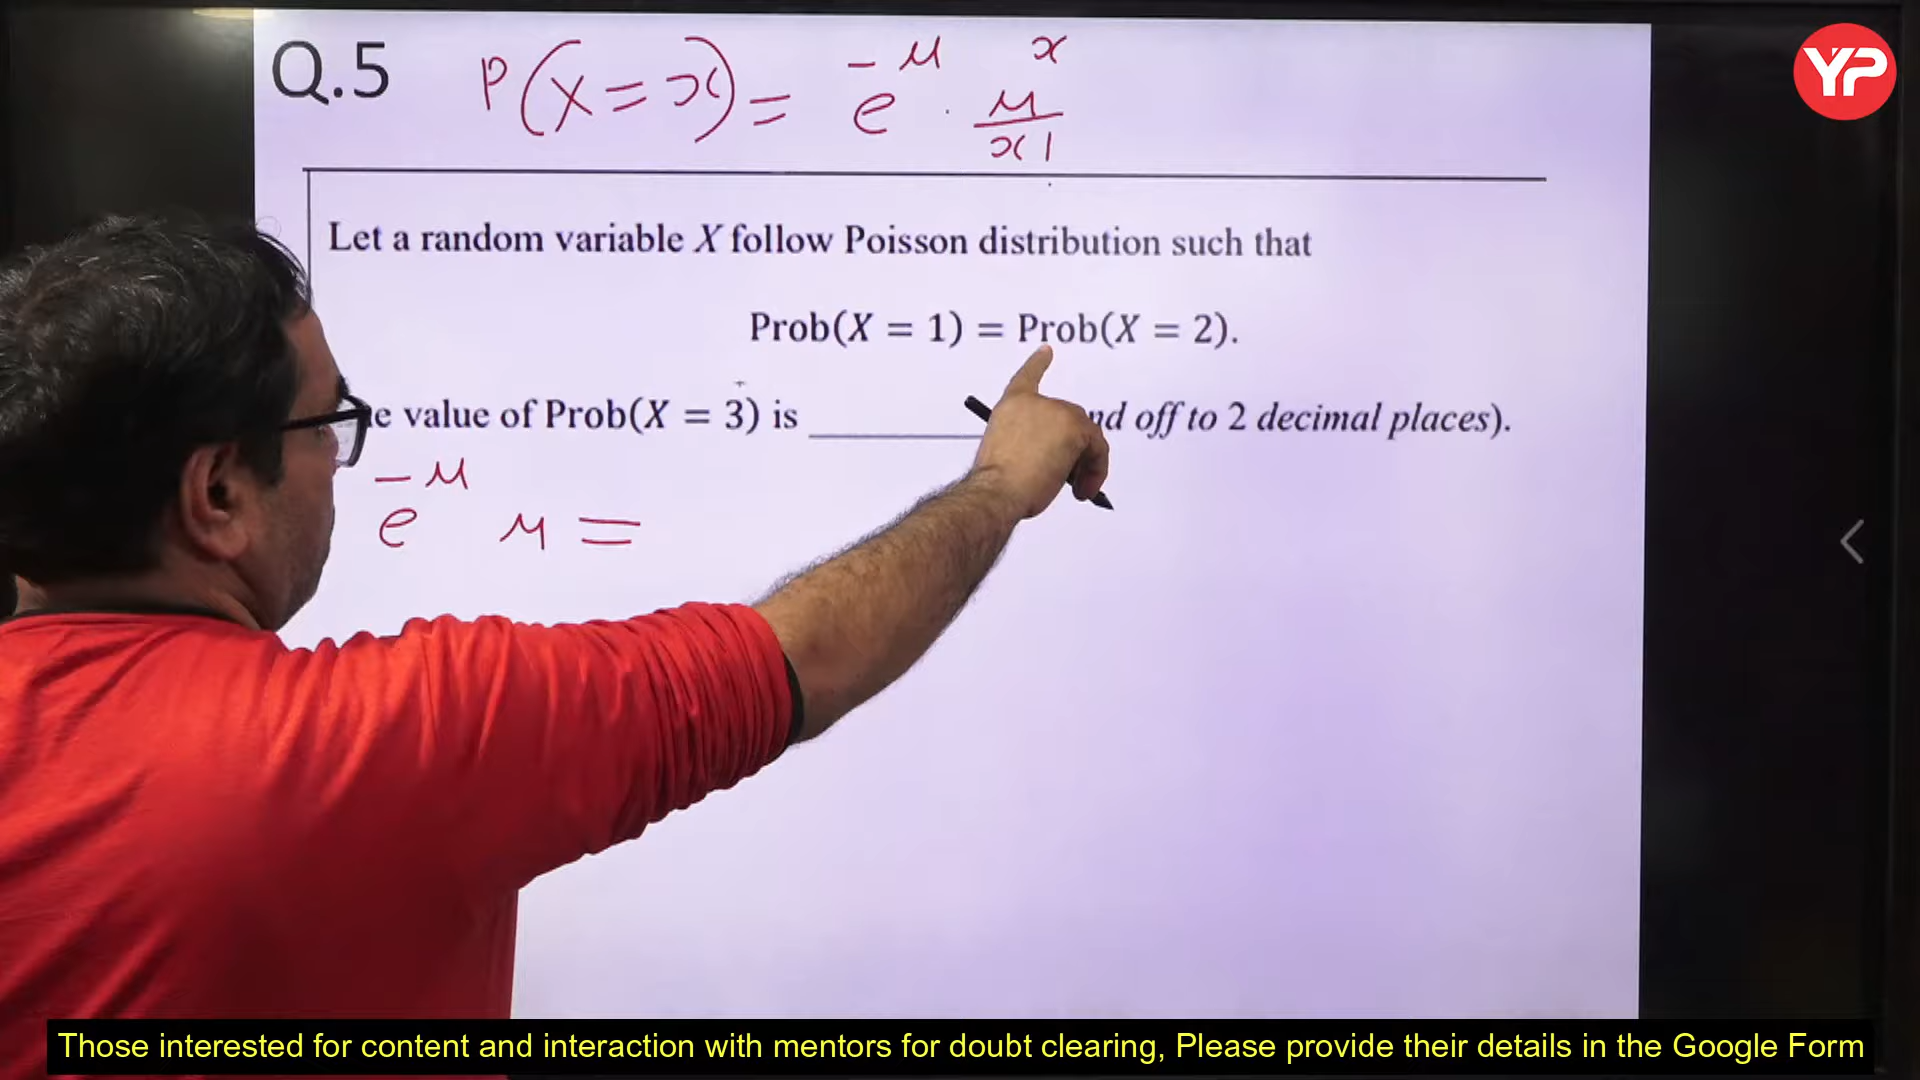 Q.5 P(X=x) = e^{-μ} · μ^x / x!
YP
Let a random variable X follow Poisson distribution such that
Prob(X = 1) = Prob(X = 2).
value of Prob(X = 3) is ________ off to 2 decimal places).
e^{-μ} μ =
Those interested for content and interaction with mentors for doubt clearing, Please provide their details in the Google Form